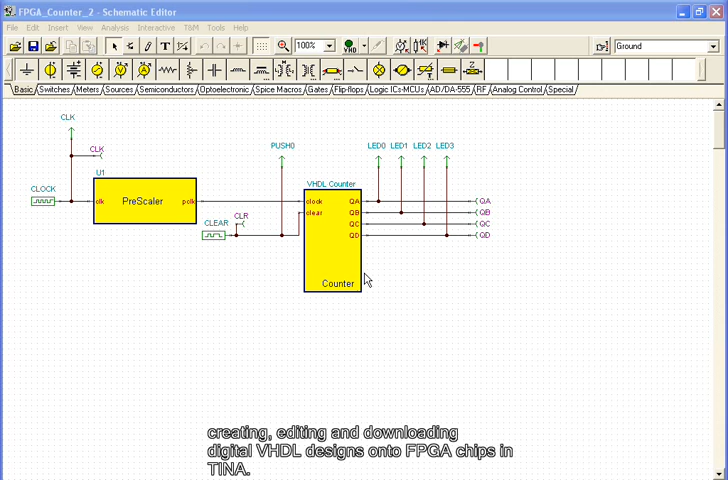 FPGA_Counter_2 - Schematic Editor
File Edit Insert View Analysis Interactive T&M Tools Help
100% VHD Ground
Basic Switches Meters Sources Semiconductors Optoelectronic Spice Macros Gates Flip-flops Logic ICs-MCUs AD/DA-555 RF Analog Control Special
CLK
CLK
PUSH0
LED0 LED1 LED2 LED3
U1
VHDL Counter
CLOCK
clk PreScaler pclk
clock QA QA
CLEAR CLR
clear QB QB
QC QC
QD QD
Counter
creating, editing and downloading
digital VHDL designs onto FPGA chips in
TINA.